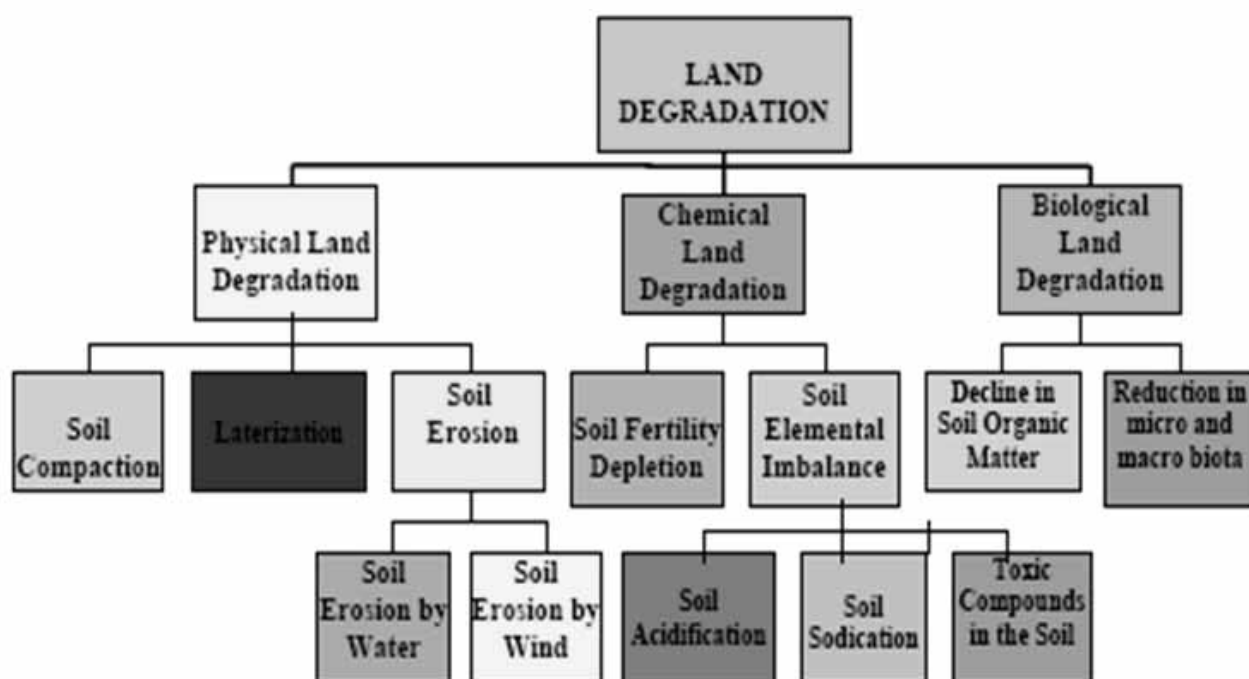 LAND
DEGRADATION
Physical Land
Degradation
Chemical
Land
Degradation
Biological
Land
Degradation
Soil
Compaction
Laterization
Soil
Erosion
Soil Fertility
Depletion
Soil
Elemental
Imbalance
Decline in
Soil Organic
Matter
Reduction in
micro and
macro biota
Soil
Erosion by
Water
Soil
Erosion by
Wind
Soil
Acidification
Soil
Sodication
Toxic
Compounds
in the Soil